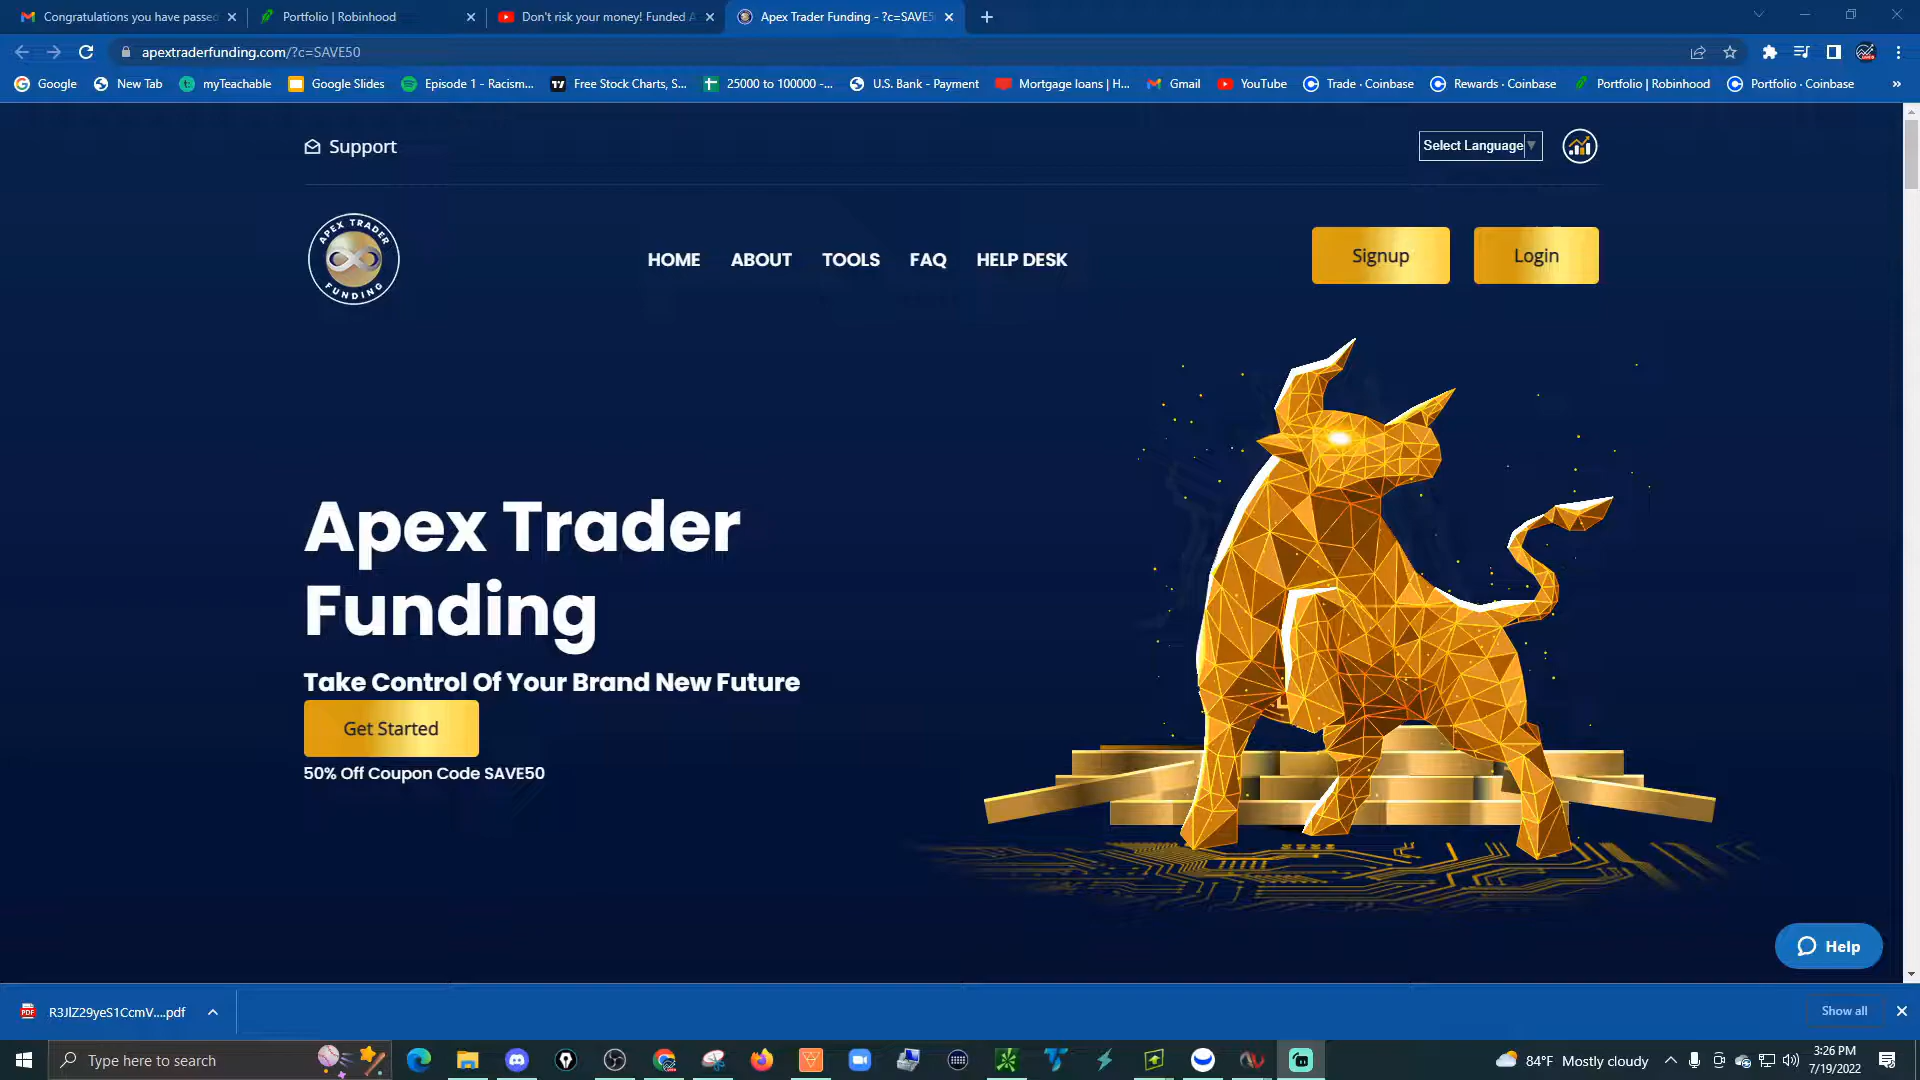 Congratulations you have passed
Portfolio | Robinhood
Don't risk your money! Funded A
Apex Trader Funding - ?c=SAVE5
apextraderfunding.com/?c=SAVE50
Google
New Tab
myTeachable
Google Slides
Episode 1 - Racism...
Free Stock Charts, S...
25000 to 100000 -...
U.S. Bank - Payment
Mortgage loans | H...
Gmail
YouTube
Trade · Coinbase
Rewards · Coinbase
Portfolio | Robinhood
Portfolio · Coinbase
Support
Select Language
APEX TRADER
FUNDING
HOME
ABOUT
TOOLS
FAQ
HELP DESK
Signup
Login
Apex Trader
Funding
Take Control Of Your Brand New Future
Get Started
50% Off Coupon Code SAVE50
Help
PDF
R3JlZ29yeS1CcmV....pdf
Show all
Type here to search
84°F Mostly cloudy
3:26 PM
7/19/2022